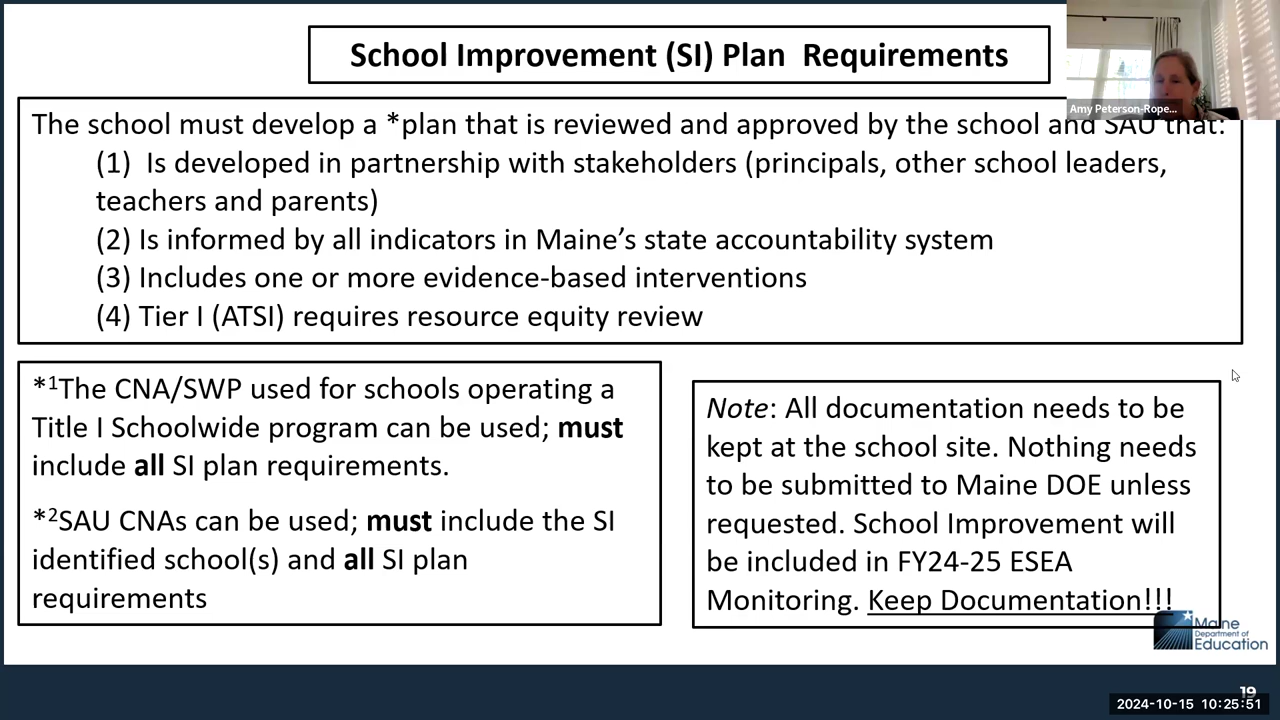 School Improvement (SI) Plan Requirements
Amy Peterson-Rope...
The school must develop a *plan that is reviewed and approved by the school and SAU that:
(1) Is developed in partnership with stakeholders (principals, other school leaders,
teachers and parents)
(2) Is informed by all indicators in Maine’s state accountability system
(3) Includes one or more evidence-based interventions
(4) Tier I (ATSI) requires resource equity review
*¹The CNA/SWP used for schools operating a
Title I Schoolwide program can be used; must
include all SI plan requirements.
*²SAU CNAs can be used; must include the SI
identified school(s) and all SI plan
requirements
Note: All documentation needs to be
kept at the school site. Nothing needs
to be submitted to Maine DOE unless
requested. School Improvement will
be included in FY24-25 ESEA
Monitoring. Keep Documentation!!!
Maine
Department of
Education
19
2024-10-15 10:25:51